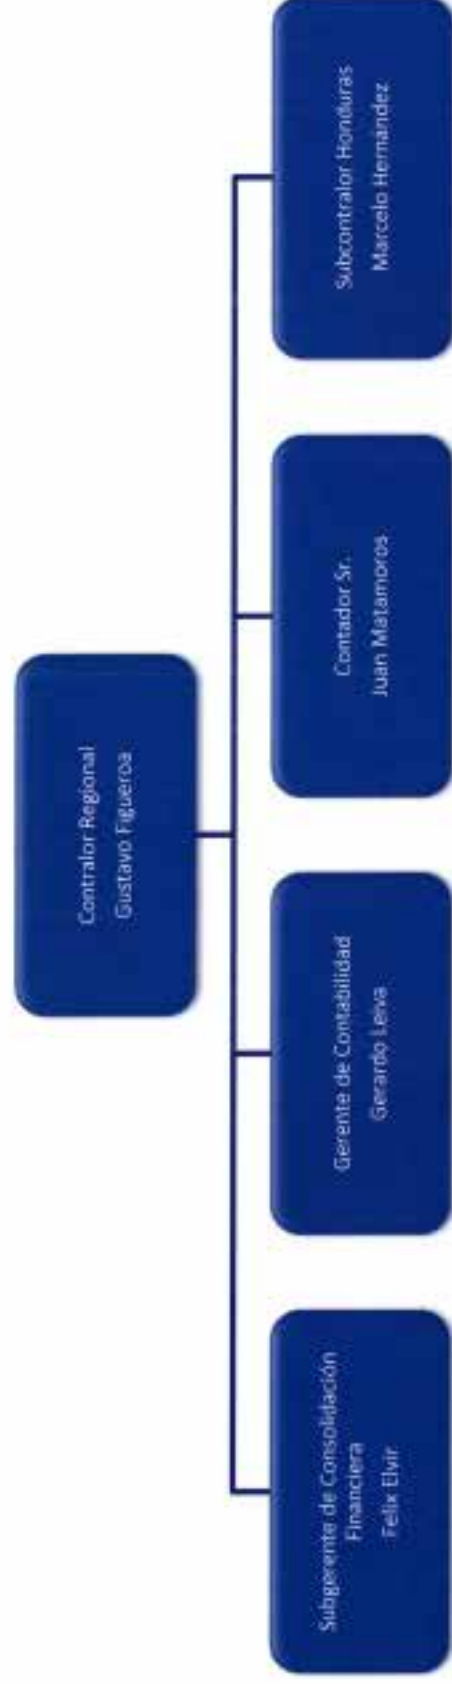 Contralor Regional
Gustavo Figueroa
Subgerente de Consolidación
Financiera
Felix Elvir
Gerente de Contabilidad
Gerardo Leiva
Contador Sr.
Juan Matamoros
Subcontralor Honduras
Marcelo Hernández